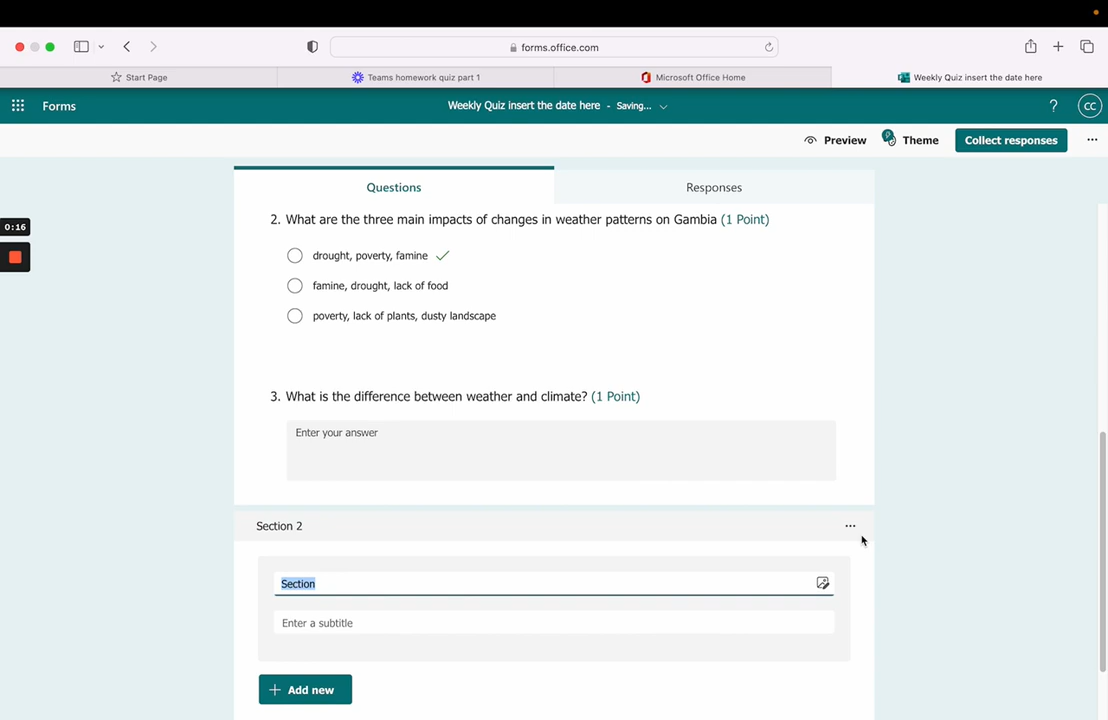 forms.office.com
Start Page
Teams homework quiz part 1
Microsoft Office Home
Weekly Quiz insert the date here
Forms
Weekly Quiz insert the date here - Saving...
?
CC
Preview
Theme
Collect responses
...
0:16
Questions
Responses
2. What are the three main impacts of changes in weather patterns on Gambia (1 Point)
drought, poverty, famine
famine, drought, lack of food
poverty, lack of plants, dusty landscape
3. What is the difference between weather and climate? (1 Point)
Enter your answer
Section 2
...
Section
Enter a subtitle
+ Add new